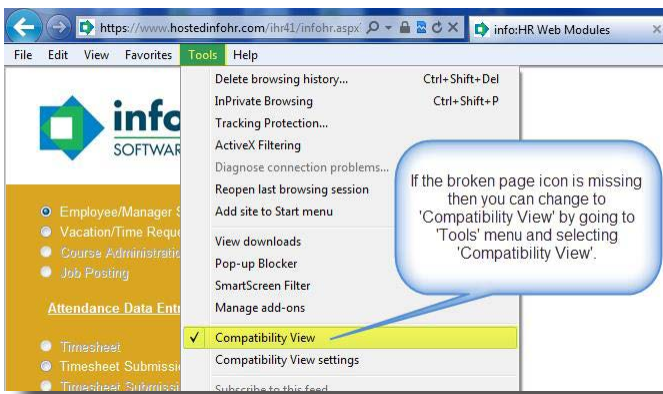 https://www.hostedinfohr.com/ihr41/infohr.aspx
info:HR Web Modules
File Edit View Favorites Tools Help
Delete browsing history... Ctrl+Shift+Del
InPrivate Browsing Ctrl+Shift+P
Tracking Protection...
ActiveX Filtering
Diagnose connection problems...
Reopen last browsing session
Add site to Start menu
View downloads
Pop-up Blocker
SmartScreen Filter
Manage add-ons
Compatibility View
Compatibility View settings
Subscribe to this feed
info
SOFTWAR
Employee/Manager S
Vacation/Time Reque
Course Administratio
Job Posting
Attendance Data Entr
Timesheet
Timesheet Submissi
Timesheet Submissi
If the broken page icon is missing
then you can change to
'Compatibility View' by going to
'Tools' menu and selecting
'Compatibility View'.